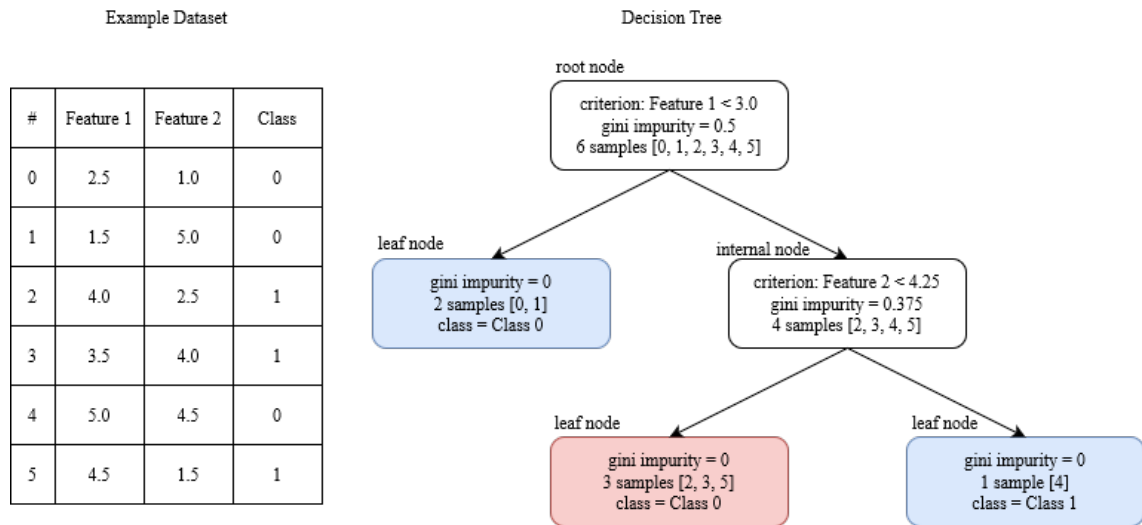 Example Dataset
Decision Tree
# Feature 1 Feature 2 Class
0 2.5 1.0 0
1 1.5 5.0 0
2 4.0 2.5 1
3 3.5 4.0 1
4 5.0 4.5 0
5 4.5 1.5 1
root node
criterion: Feature 1 < 3.0
gini impurity = 0.5
6 samples [0, 1, 2, 3, 4, 5]
leaf node
gini impurity = 0
2 samples [0, 1]
class = Class 0
internal node
criterion: Feature 2 < 4.25
gini impurity = 0.375
4 samples [2, 3, 4, 5]
leaf node
gini impurity = 0
3 samples [2, 3, 5]
class = Class 0
leaf node
gini impurity = 0
1 sample [4]
class = Class 1